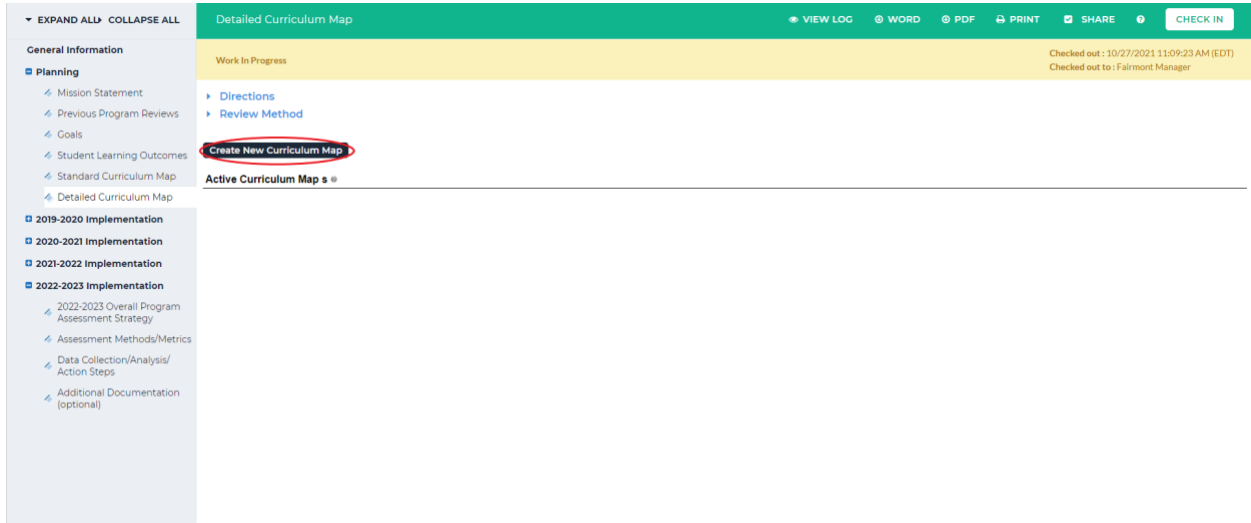 EXPAND ALL COLLAPSE ALL
General Information
Planning
Mission Statement
Previous Program Reviews
Goals
Student Learning Outcomes
Standard Curriculum Map
Detailed Curriculum Map
2019-2020 Implementation
2020-2021 Implementation
2021-2022 Implementation
2022-2023 Implementation
2022-2023 Overall Program
Assessment Strategy
Assessment Methods/Metrics
Data Collection/Analysis/
Action Steps
Additional Documentation
(optional)
Detailed Curriculum Map VIEW LOG WORD PDF PRINT SHARE ? CHECK IN
Work In Progress
Checked out : 10/27/2021 11:09:23 AM (EDT)
Checked out to : Fairmont Manager
Directions
Review Method
Create New Curriculum Map
Active Curriculum Map s